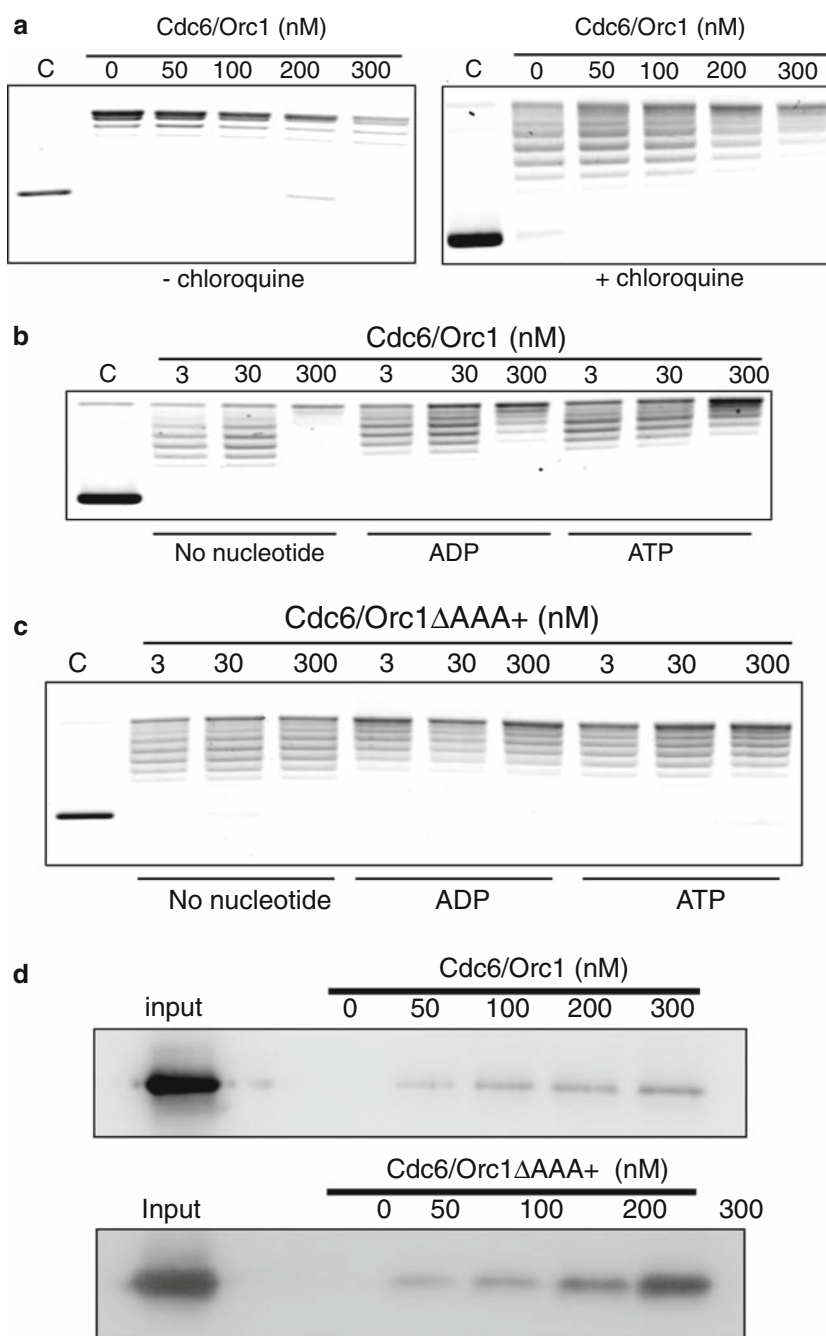 a
Cdc6/Orc1 (nM)
C 0 50 100 200 300
- chloroquine
Cdc6/Orc1 (nM)
C 0 50 100 200 300
+ chloroquine
b
Cdc6/Orc1 (nM)
C 3 30 300 3 30 300 3 30 300
No nucleotide ADP ATP
c
Cdc6/Orc1ΔAAA+ (nM)
C 3 30 300 3 30 300 3 30 300
No nucleotide ADP ATP
d
Cdc6/Orc1 (nM)
input 0 50 100 200 300
Cdc6/Orc1ΔAAA+ (nM)
Input 0 50 100 200 300